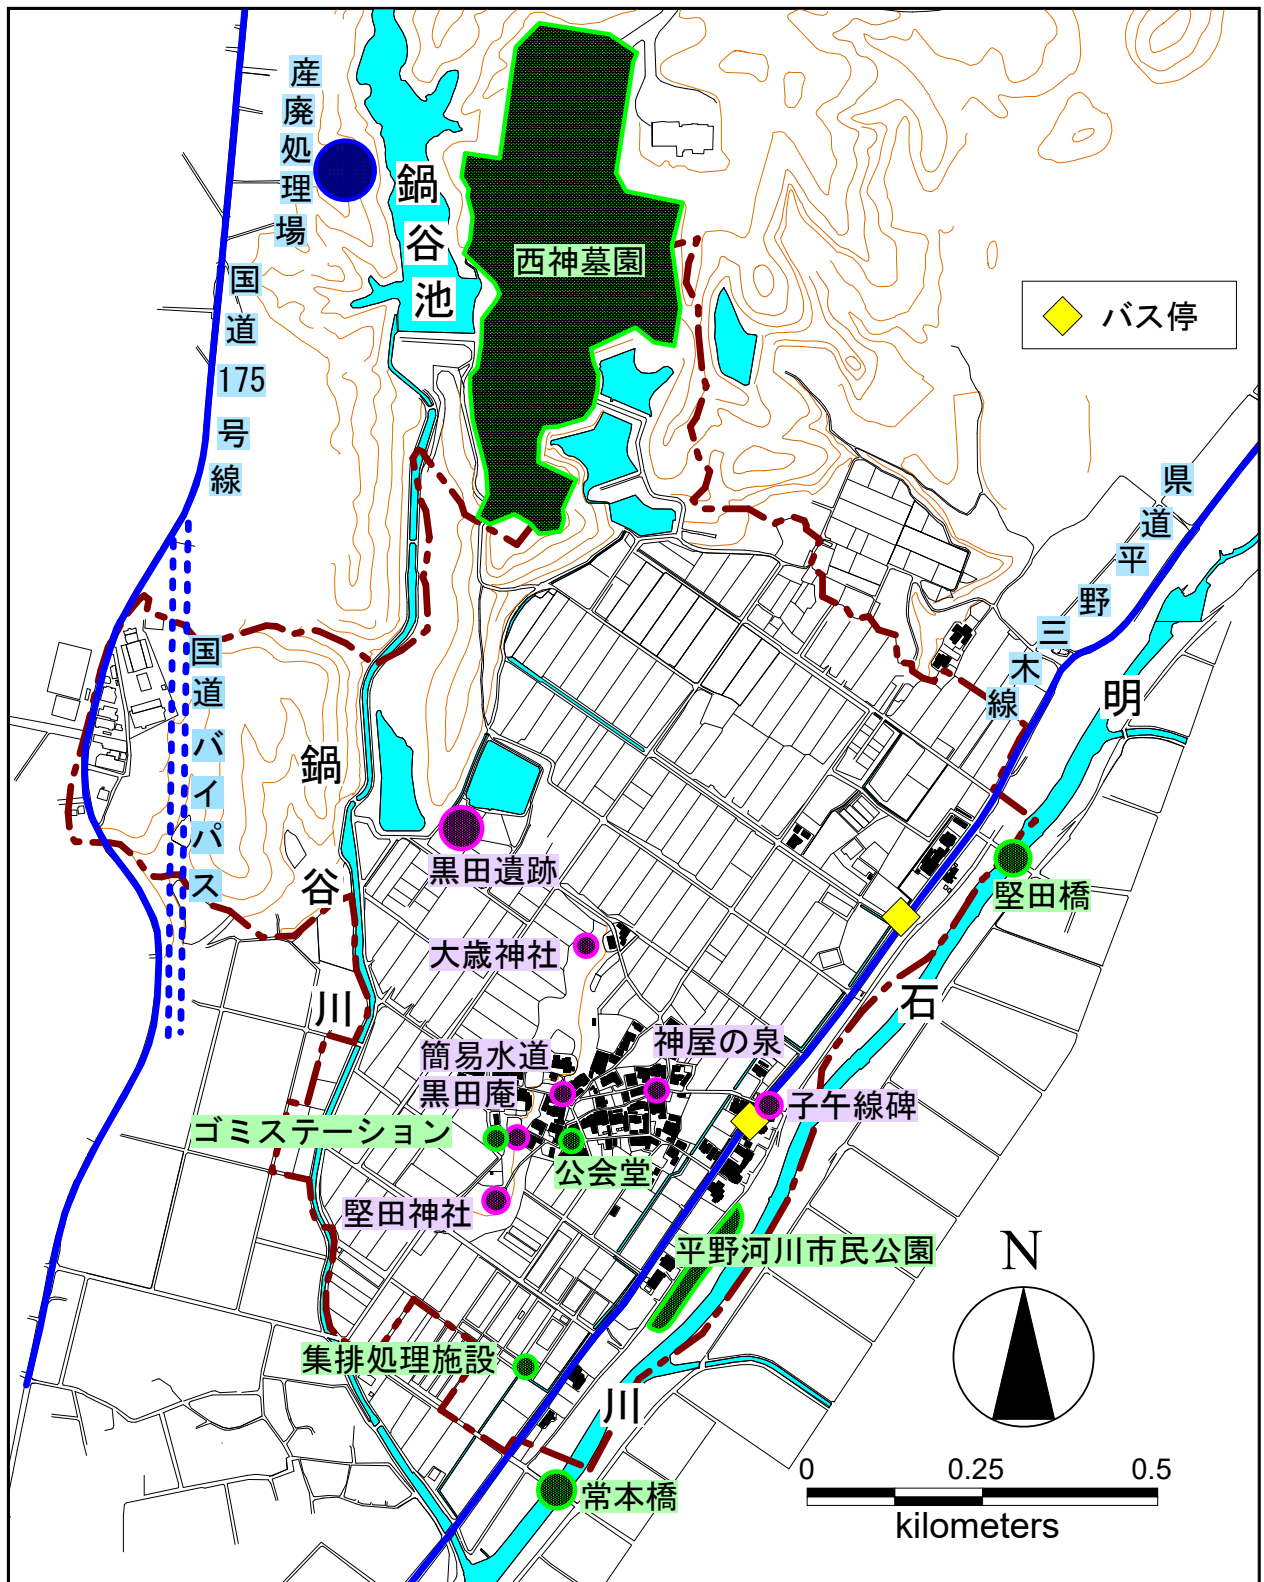 産廃処理場
鍋谷池
西神墓園
国道175号線
バス停
県道平野三木線
国道バイパス
明石川
鍋谷川
黒田遺跡
堅田橋
大歳神社
神屋の泉
簡易水道
黒田庵
子午線碑
ゴミステーション
公会堂
堅田神社
平野河川市民公園
N
集排処理施設
常本橋
0 0.25 0.5
kilometers